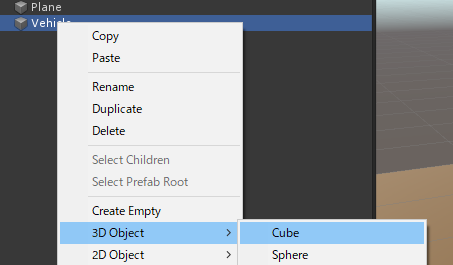 Plane
Vehicle
Copy
Paste
Rename
Duplicate
Delete
Select Children
Select Prefab Root
Create Empty
3D Object
Cube
2D Object
Sphere